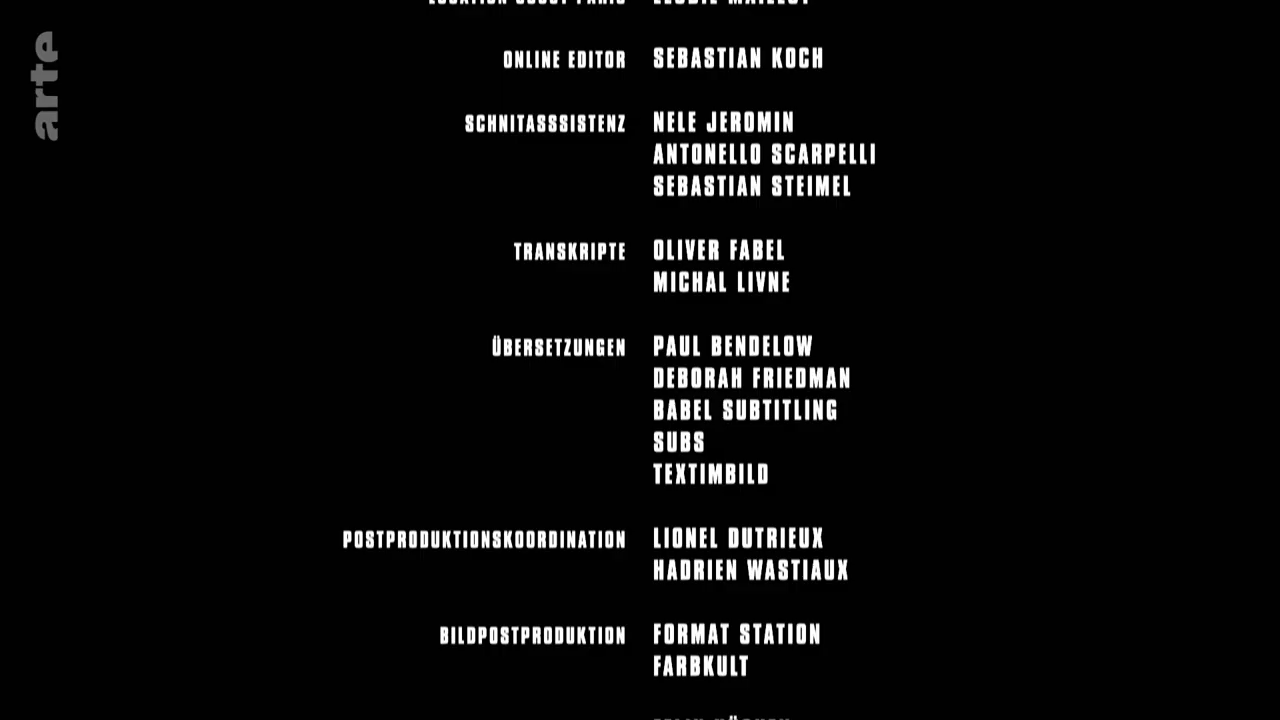 arte
ONLINE EDITOR SEBASTIAN KOCH
SCHNITASSSISTENZ NELE JEROMIN
ANTONELLO SCARPELLI
SEBASTIAN STEIMEL
TRANSKRIPTE OLIVER FABEL
MICHAL LIVNE
ÜBERSETZUNGEN PAUL BENDELOW
DEBORAH FRIEDMAN
BABEL SUBTITLING
SUBS
TEXTIMBILD
POSTPRODUKTIONSKOORDINATION LIONEL DUTRIEUX
HADRIEN WASTIAUX
BILDPOSTPRODUKTION FORMAT STATION
FARBKULT